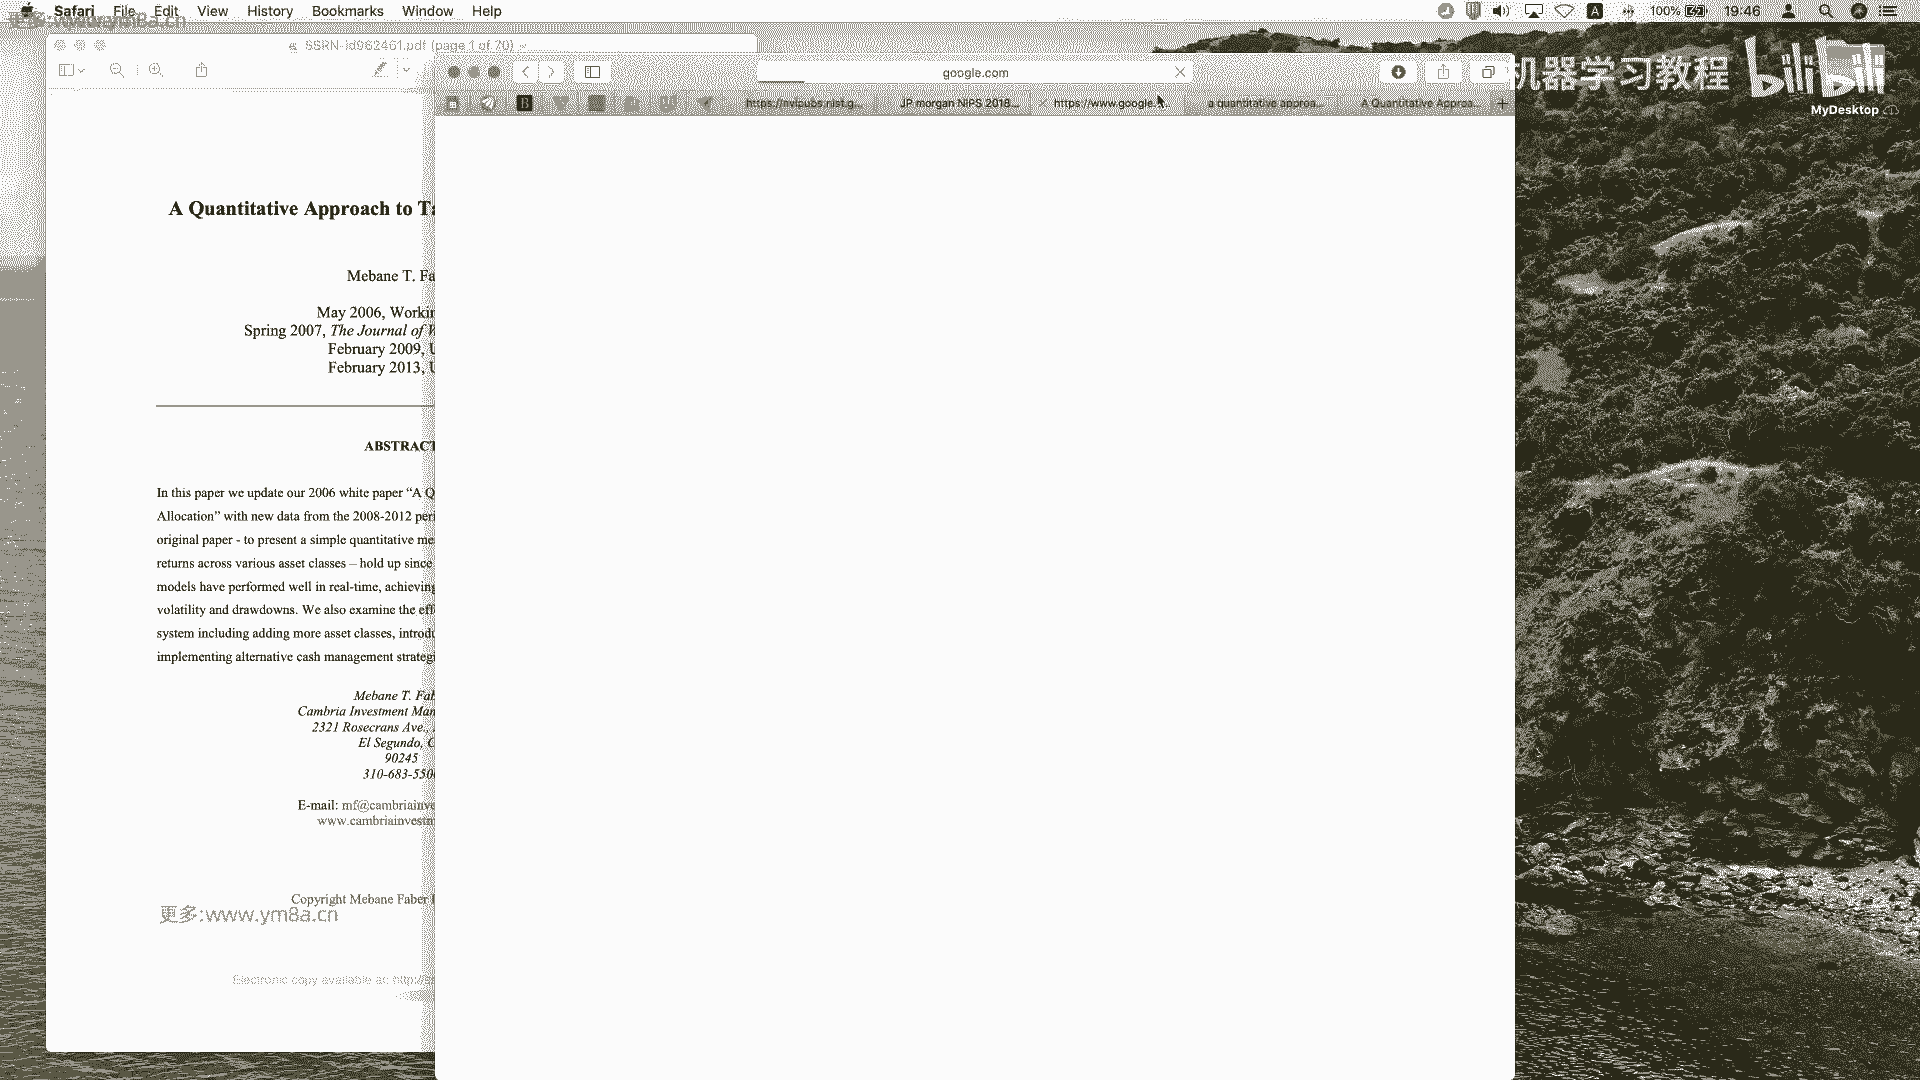 Safari File Edit View History Bookmarks Window Help
100% 19:46
更多:www.ym8a.cn
SSRN-id962461.pdf (page 1 of 70)
google.com
机器学习教程 bilibili
MyDesktop
https://nvlpubs.nist.g...
JP morgan NIPS 2018...
https://www.google.
a quantitative approa...
A Quantitative Approa...
A Quantitative Approach to Ta
Mebane T. Fa
May 2006, Workin
Spring 2007, The Journal of W
February 2009, U
February 2013, U
ABSTRACT
In this paper we update our 2006 white paper “A Q
Allocation” with new data from the 2008-2012 peri
original paper - to present a simple quantitative me
returns across various asset classes – hold up since
models have performed well in real-time, achieving
volatility and drawdowns. We also examine the eff
system including adding more asset classes, introdu
implementing alternative cash management strategi
Mebane T. Fab
Cambria Investment Man
2321 Rosecrans Ave.,
El Segundo, C
90245
310-683-550
E-mail: mf@cambriainve
www.cambriainvestm
Copyright Mebane Faber
更多:www.ym8a.cn
Electronic copy available at: http://s